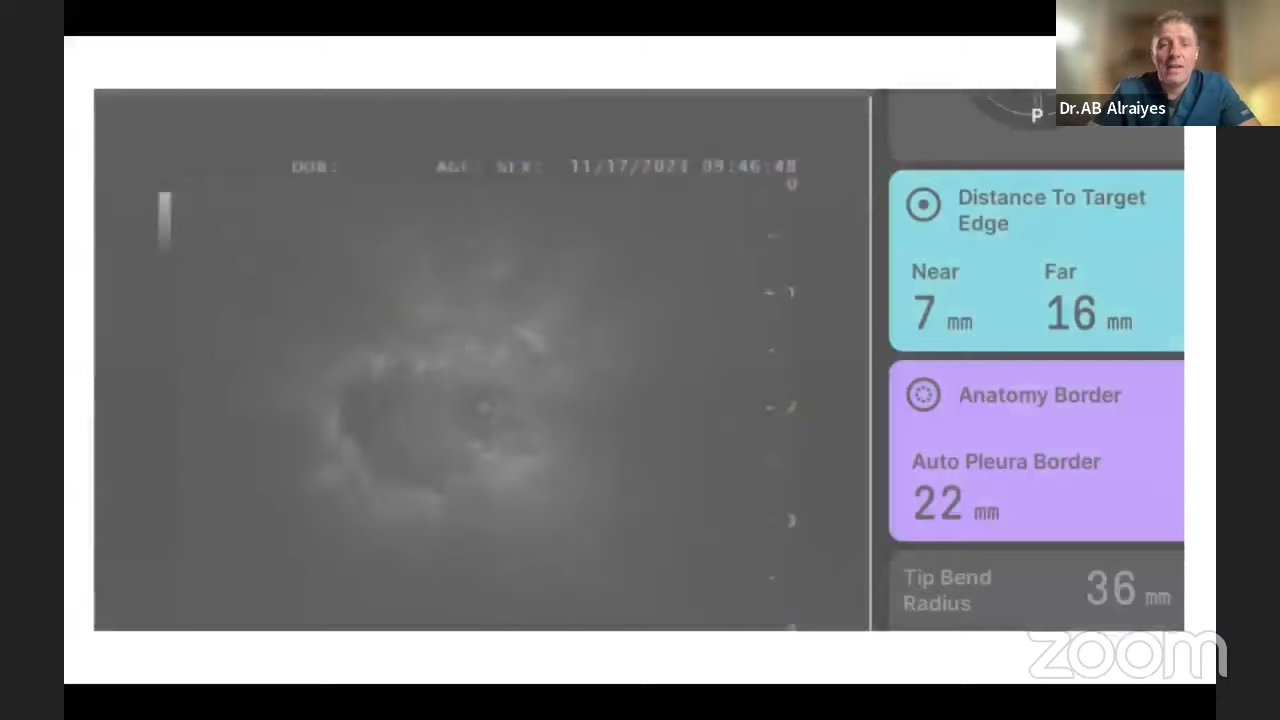 Dr.AB Alraiyes
P
DOB: AGE: SEX: 11/17/2021 09:46:48
0
1
2
3
4
Distance To Target
Edge
Near Far
7 mm 16 mm
Anatomy Border
Auto Pleura Border
22 mm
Tip Bend
Radius 36 mm
zoom